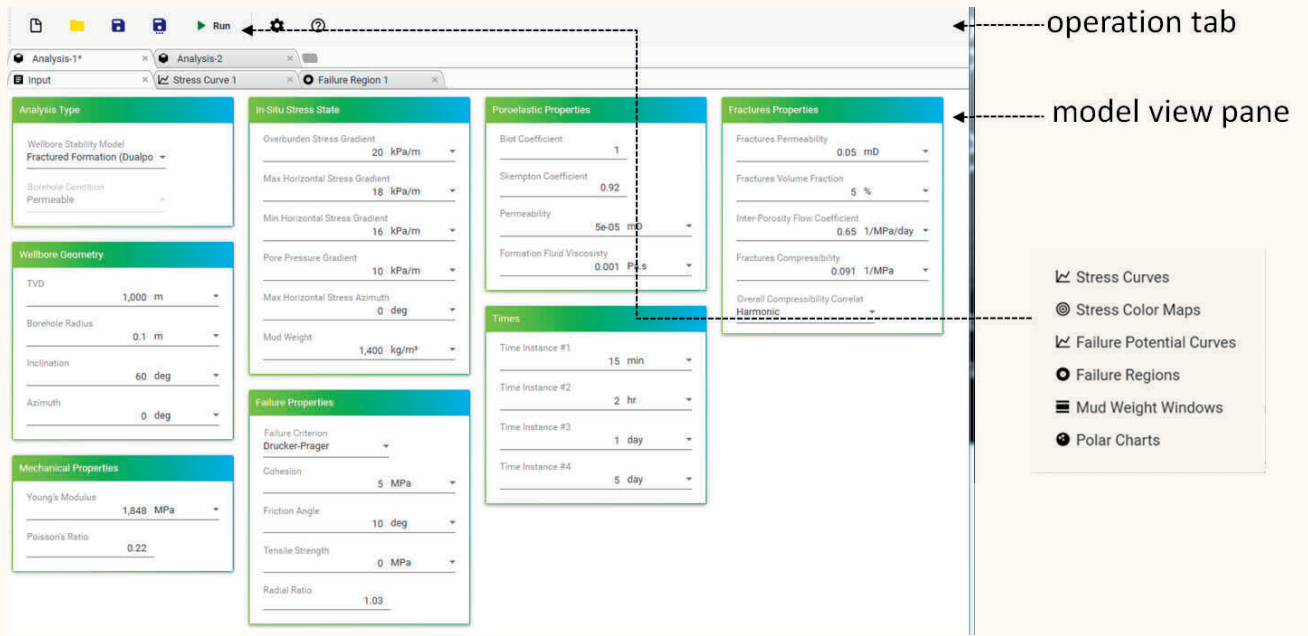 Run
operation tab
Analysis-1*
Analysis-2
Input
Stress Curve 1
Failure Region 1
model view pane
Analysis Type
Wellbore Stability Model
Fractured Formation (Dualpo
Borehole Condition
Permeable
Wellbore Geometry
TVD
1,000 m
Borehole Radius
0.1 m
Inclination
60 deg
Azimuth
0 deg
Mechanical Properties
Young's Modulus
1,848 MPa
Poisson's Ratio
0.22
In-Situ Stress State
Overburden Stress Gradient
20 kPa/m
Max Horizontal Stress Gradient
18 kPa/m
Min Horizontal Stress Gradient
16 kPa/m
Pore Pressure Gradient
10 kPa/m
Max Horizontal Stress Azimuth
0 deg
Mud Weight
1,400 kg/m³
Failure Properties
Failure Criterion
Drucker-Prager
Cohesion
5 MPa
Friction Angle
10 deg
Tensile Strength
0 MPa
Radial Ratio
1.03
Poroelastic Properties
Biot Coefficient
1
Skempton Coefficient
0.92
Permeability
5e-05 mD
Formation Fluid Viscosisty
0.001 Pa.s
Times
Time Instance #1
15 min
Time Instance #2
2 hr
Time Instance #3
1 day
Time Instance #4
5 day
Fractures Properties
Fractures Permeability
0.05 mD
Fractures Volume Fraction
5 %
Inter-Porosity Flow Coefficient
0.65 1/MPa/day
Fractures Compressibility
0.091 1/MPa
Overall Compressibility Correlat
Harmonic
Stress Curves
Stress Color Maps
Failure Potential Curves
Failure Regions
Mud Weight Windows
Polar Charts